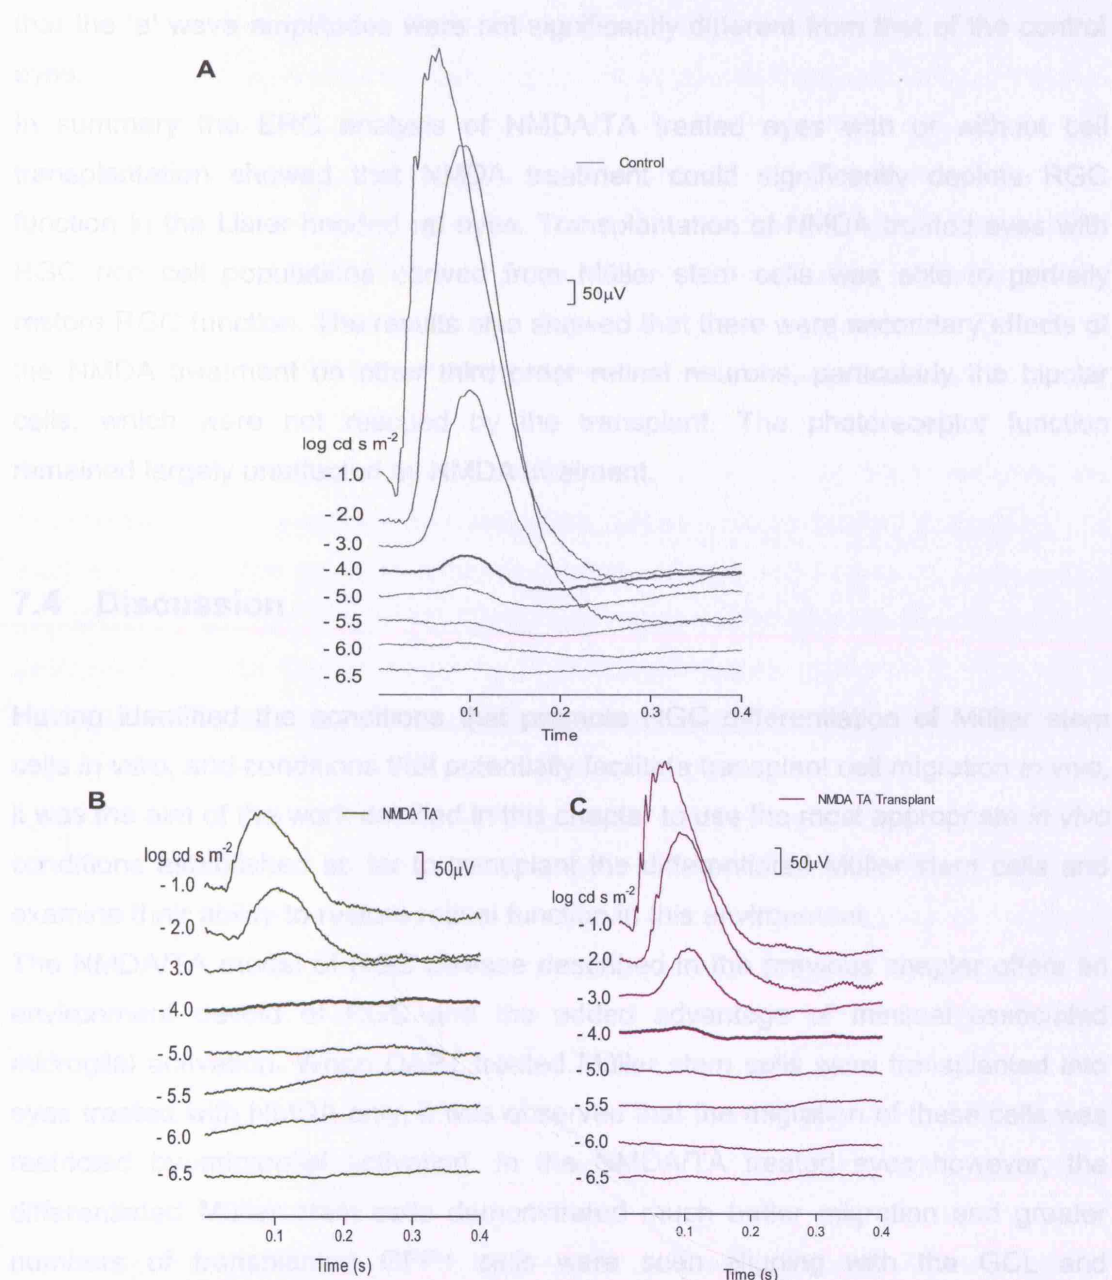 that the 'a' wave amplitudes were not significantly different from that of the control
eyes.
A
In summary the ERG analysis of NMDA/TA treated eyes with or without cell
Control
transplantation showed that NMDA treatment could significantly deplete RGC
function in the Lister hooded rat eyes. Transplantation of NMDA treated eyes with
RGC rich cell populations derived from Müller stem cells was able to partially
50µV
restore RGC function. The results also showed that there were secondary effects of
the NMDA treatment on other third order retinal neurons, particularly the bipolar
cells, which were not rescued by the transplant. The photoreceptor function
log cd s m-2
remained largely unaffected by NMDA treatment.
- 1.0
- 2.0
- 3.0
- 4.0
- 5.0
- 5.5
- 6.0
- 6.5
0.1 0.2 0.3 0.4
Time
7.4 Discussion
Having identified the conditions that promote RGC differentiation of Müller stem
cells in vitro, and conditions that potentially facilitate transplant cell migration in vivo,
it was the aim of the work in this chapter to use the most appropriate in vivo
conditions established so far to transplant the differentiated Müller stem cells and
examine their ability to restore retinal function in this environment.
The NMDA/TA model of disease described in the previous chapter offers an
environment devoid of RGC and the added advantage of associated
microglial activation. When treated Müller stem cells were transplanted into
eyes treated with NMDA only, it was observed that the migration of these cells was
restricted by microglial activation. In the NMDA/TA treated eyes however, the
differentiated Müller stem cells demonstrated much better migration and greater
numbers of transplanted cells were seen aligning with the GCL and
B
NMDA TA
log cd s m-2
50µV
- 1.0
- 2.0
- 3.0
- 4.0
- 5.0
- 5.5
- 6.0
- 6.5
0.1 0.2 0.3 0.4
Time (s)
C
NMDA TA Transplant
50µV
log cd s m-2
- 1.0
- 2.0
- 3.0
- 4.0
- 5.0
- 5.5
- 6.0
- 6.5
0.1 0.2 0.3 0.4
Time (s)